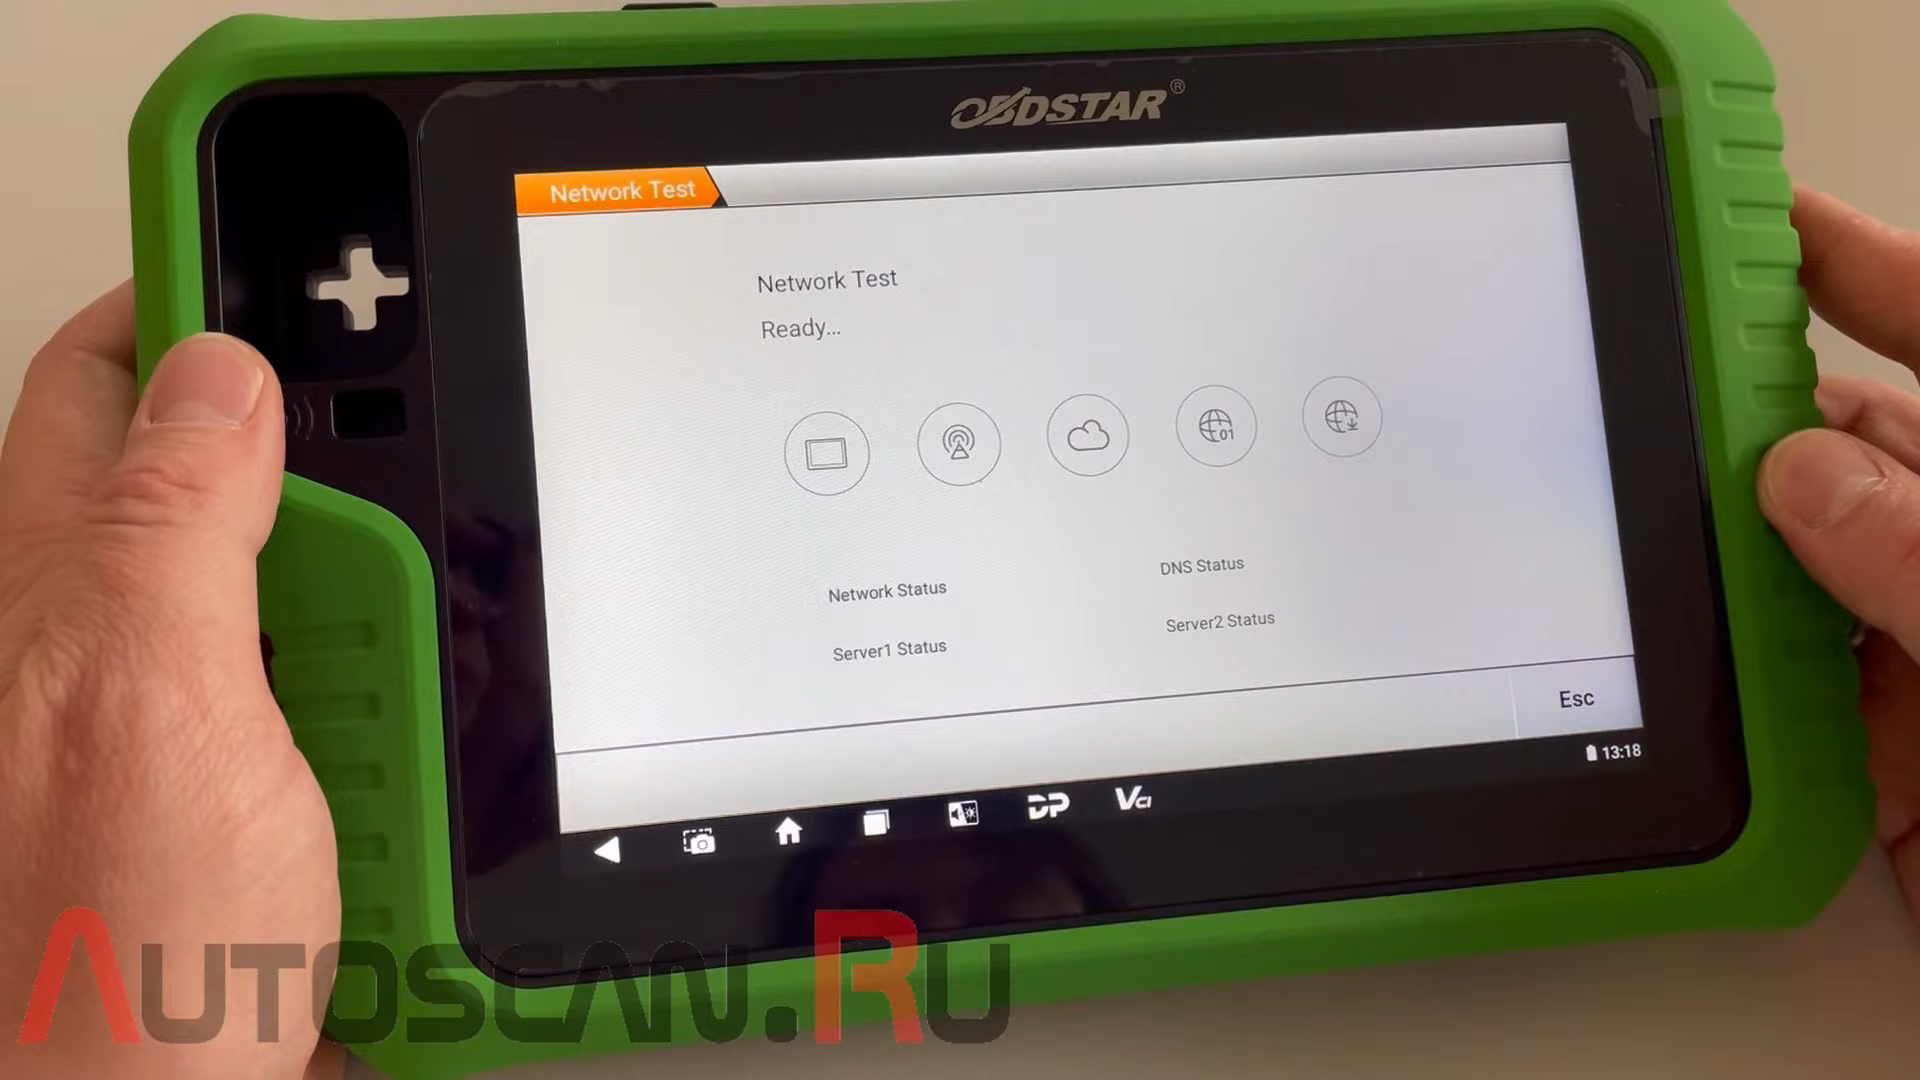 OBDSTAR®
Network Test
Network Test
Ready...
01
Network Status
DNS Status
Server1 Status
Server2 Status
Esc
13:18
DP
VCI
AUTOSCAN.RU